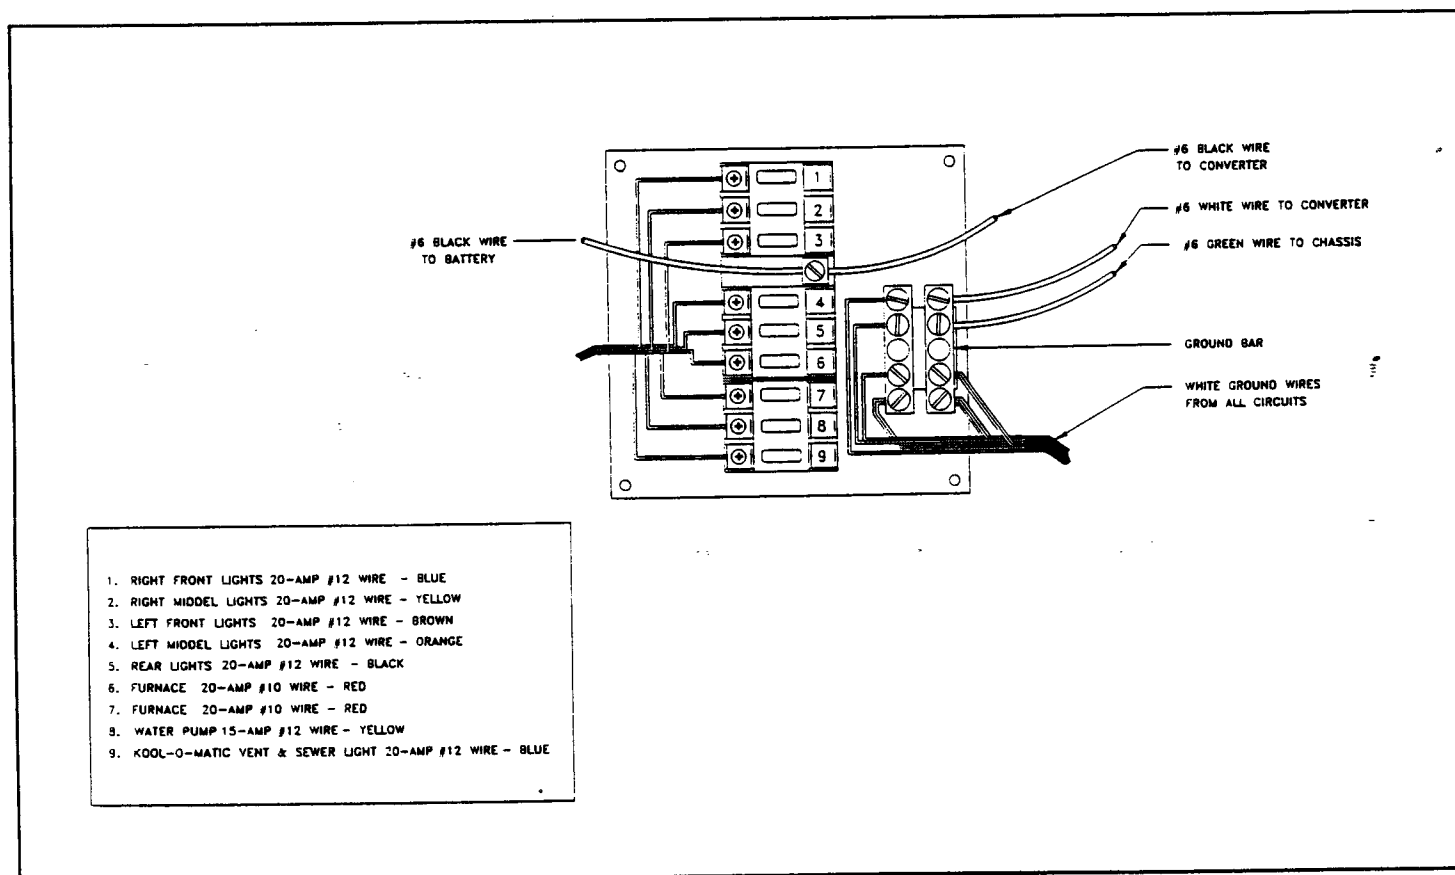 #6 BLACK WIRE
TO CONVERTER
#6 WHITE WIRE TO CONVERTER
#6 GREEN WIRE TO CHASSIS
#6 BLACK WIRE
TO BATTERY
1
2
3
4
5
6
7
8
9
GROUND BAR
WHITE GROUND WIRES
FROM ALL CIRCUITS
1. RIGHT FRONT LIGHTS 20-AMP #12 WIRE - BLUE
2. RIGHT MIDDEL LIGHTS 20-AMP #12 WIRE - YELLOW
3. LEFT FRONT LIGHTS 20-AMP #12 WIRE - BROWN
4. LEFT MIDDEL LIGHTS 20-AMP #12 WIRE - ORANGE
5. REAR LIGHTS 20-AMP #12 WIRE - BLACK
6. FURNACE 20-AMP #10 WIRE - RED
7. FURNACE 20-AMP #10 WIRE - RED
8. WATER PUMP 15-AMP #12 WIRE - YELLOW
9. KOOL-O-MATIC VENT & SEWER LIGHT 20-AMP #12 WIRE - BLUE